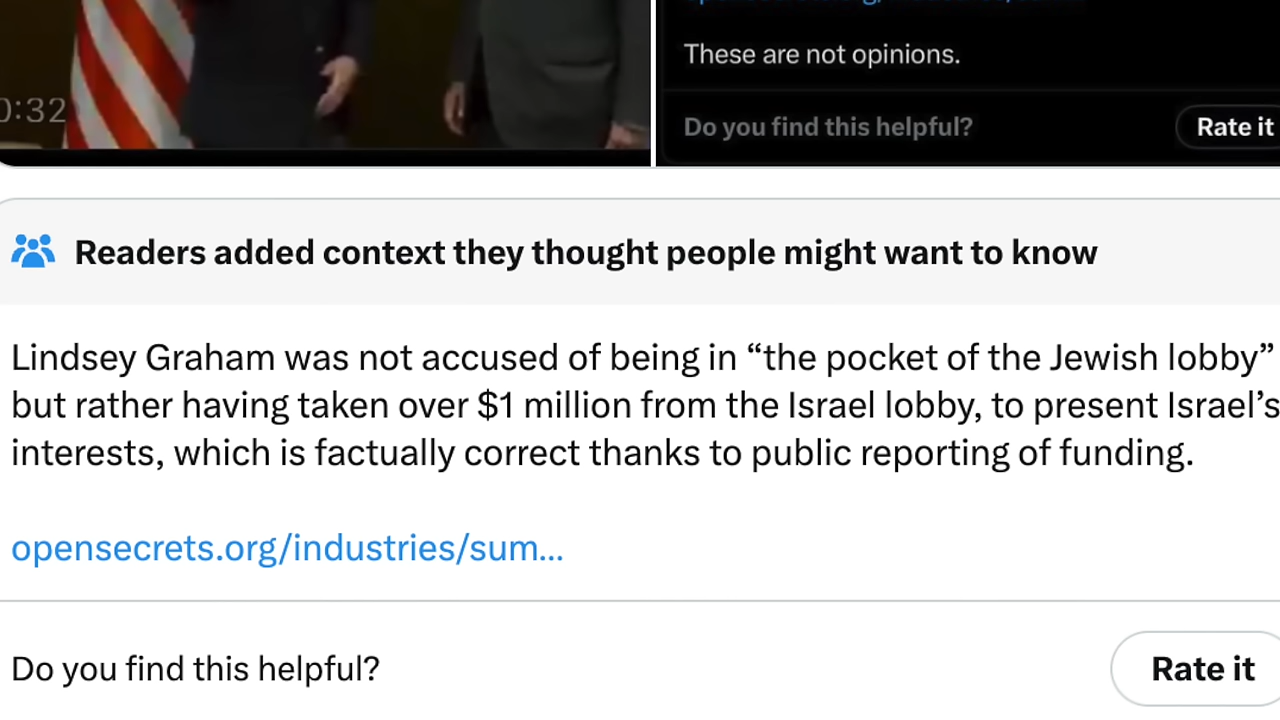 These are not opinions.
0:32
Do you find this helpful?
Rate it
Readers added context they thought people might want to know
Lindsey Graham was not accused of being in “the pocket of the Jewish lobby”
but rather having taken over $1 million from the Israel lobby, to present Israel’s
interests, which is factually correct thanks to public reporting of funding.
opensecrets.org/industries/sum...
Do you find this helpful?
Rate it